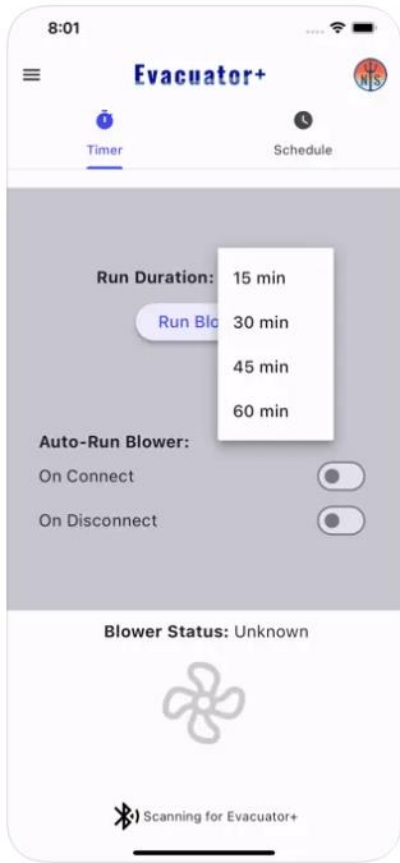 8:01
Evacuator+
NTS
Timer
Schedule
Run Duration:
15 min
Run Blo
30 min
45 min
60 min
Auto-Run Blower:
On Connect
On Disconnect
Blower Status: Unknown
Scanning for Evacuator+